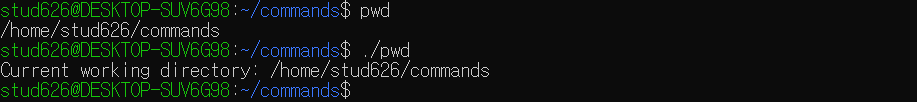 stud626@DESKTOP-SUV6G98:~/commands$ pwd
/home/stud626/commands
stud626@DESKTOP-SUV6G98:~/commands$ ./pwd
Current working directory: /home/stud626/commands
stud626@DESKTOP-SUV6G98:~/commands$